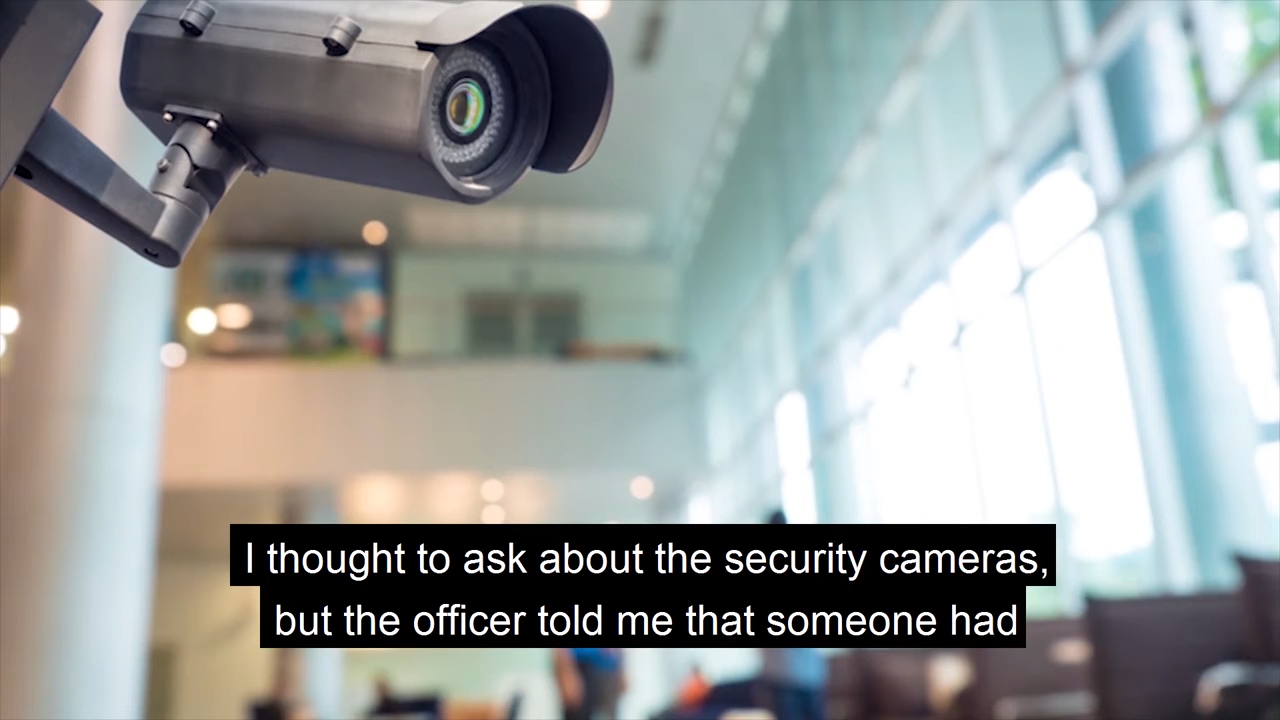 I thought to ask about the security cameras,
but the officer told me that someone had